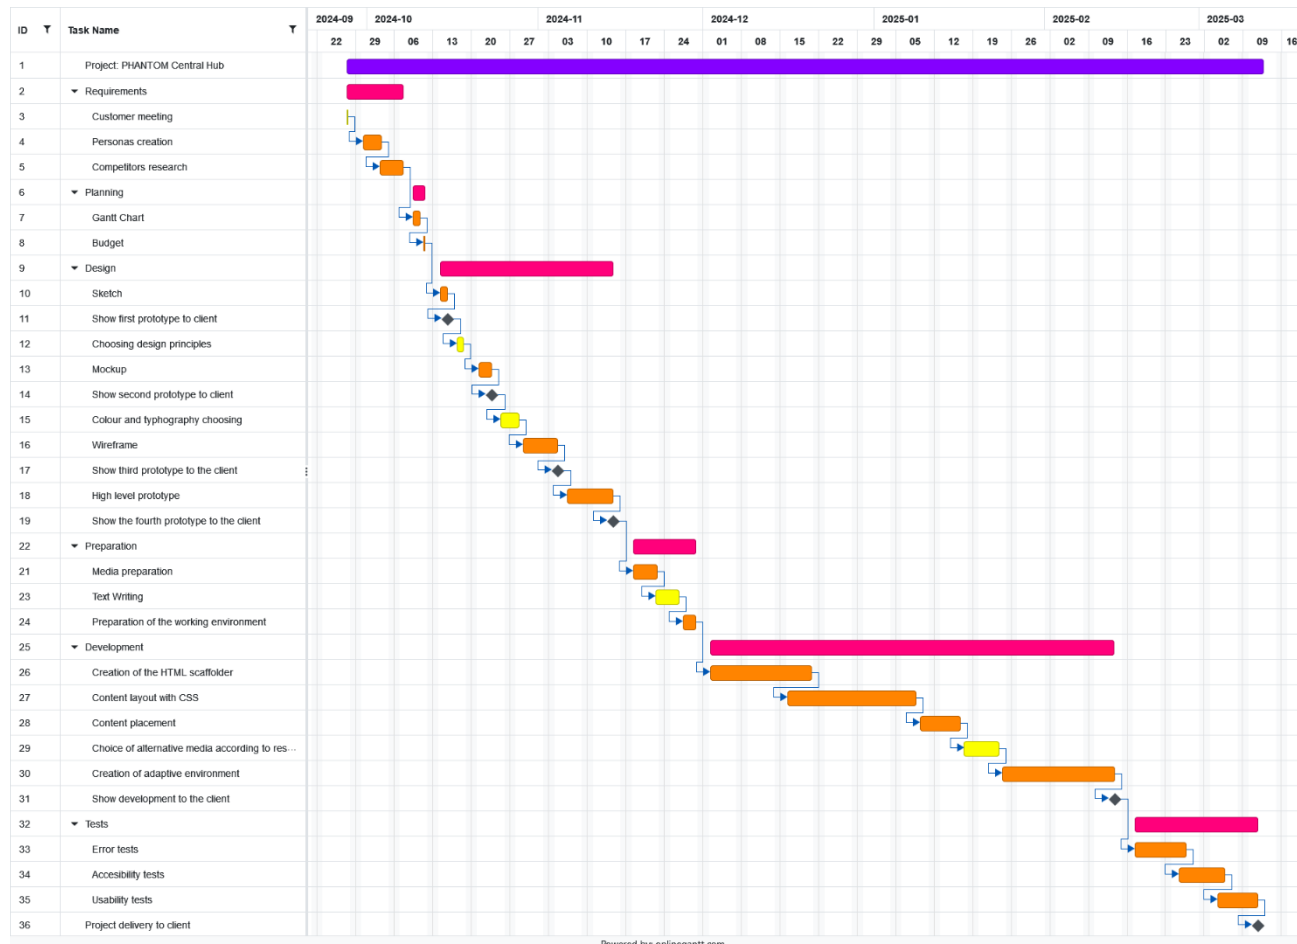 ID Task Name 2024-09 2024-10 2024-11 2024-12 2025-01 2025-02 2025-03
22 29 06 13 20 27 03 10 17 24 01 08 15 22 29 05 12 19 26 02 09 16 23 02 09 16
1 Project: PHANTOM Central Hub
2 Requirements
3 Customer meeting
4 Personas creation
5 Competitors research
6 Planning
7 Gantt Chart
8 Budget
9 Design
10 Sketch
11 Show first prototype to client
12 Choosing design principles
13 Mockup
14 Show second prototype to client
15 Colour and typhography choosing
16 Wireframe
17 Show third prototype to the client
18 High level prototype
19 Show the fourth prototype to the client
22 Preparation
21 Media preparation
23 Text Writing
24 Preparation of the working environment
25 Development
26 Creation of the HTML scaffolder
27 Content layout with CSS
28 Content placement
29 Choice of alternative media according to res...
30 Creation of adaptive environment
31 Show development to the client
32 Tests
33 Error tests
34 Accesibility tests
35 Usability tests
36 Project delivery to client
Powered by: onlinegantt.com